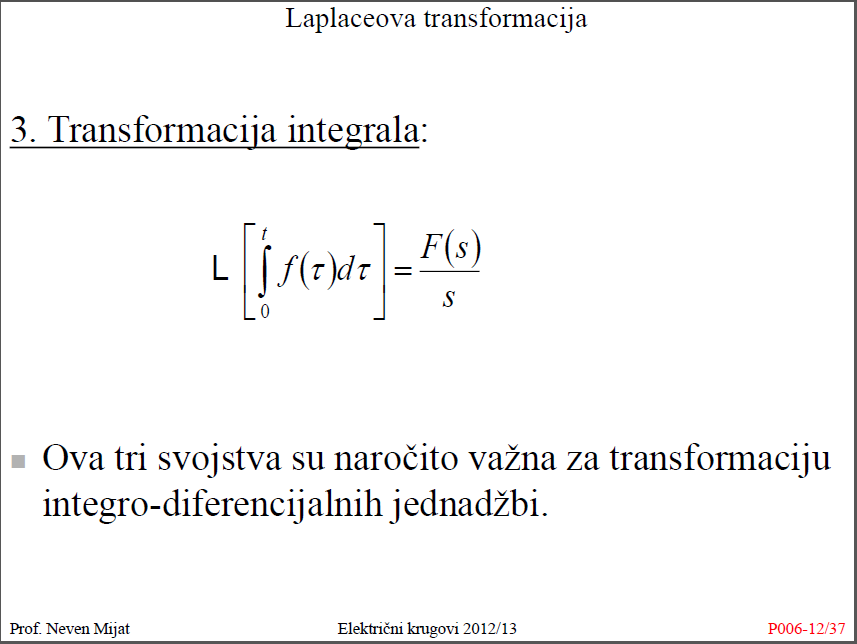 Laplaceova transformacija
3. Transformacija integrala:
L [ ∫₀ᵗ f(τ)dτ ] = F(s)/s
Ova tri svojstva su naročito važna za transformaciju
integro-diferencijalnih jednadžbi.
Prof. Neven Mijat Električni krugovi 2012/13 P006-12/37